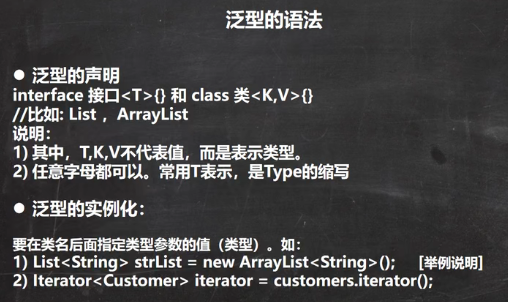 泛型的语法
● 泛型的声明
interface 接口<T>{} 和 class 类<K,V>{}
//比如: List ，ArrayList
说明：
1) 其中，T,K,V不代表值，而是表示类型。
2) 任意字母都可以。常用T表示，是Type的缩写
● 泛型的实例化：
要在类名后面指定类型参数的值（类型）。如：
1) List<String> strList = new ArrayList<String>(); [举例说明]
2) Iterator<Customer> iterator = customers.iterator();